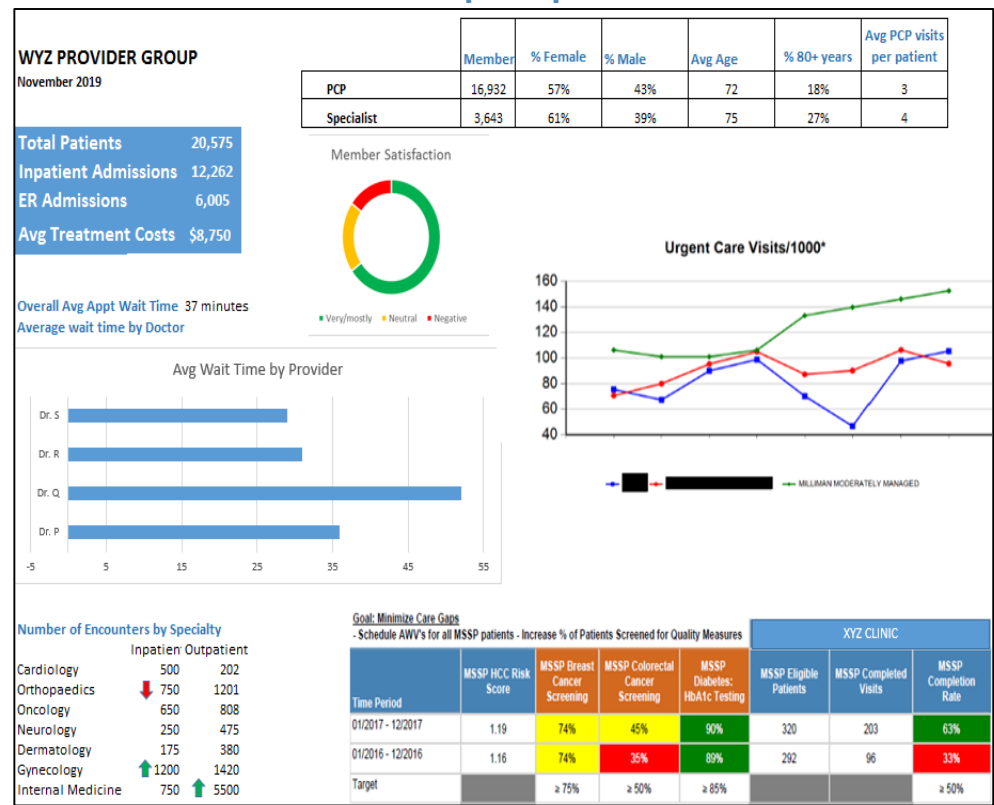 WYZ PROVIDER GROUP
November 2019
Member % Female % Male Avg Age % 80+ years Avg PCP visits per patient
PCP 16,932 57% 43% 72 18% 3
Specialist 3,643 61% 39% 75 27% 4
Total Patients 20,575
Inpatient Admissions 12,262
ER Admissions 6,005
Avg Treatment Costs $8,750
Member Satisfaction
Very/mostly Neutral Negative
Overall Avg Appt Wait Time 37 minutes
Average wait time by Doctor
Avg Wait Time by Provider
Dr. S
Dr. R
Dr. Q
Dr. P
-5 5 15 25 35 45 55
Urgent Care Visits/1000*
160
140
120
100
80
60
40
MILLIMAN MODERATELY MANAGED
Number of Encounters by Specialty
Inpatien Outpatient
Cardiology 500 202
Orthopaedics 750 1201
Oncology 650 808
Neurology 250 475
Dermatology 175 380
Gynecology 1200 1420
Internal Medicine 750 5500
Goal: Minimize Care Gaps
- Schedule AWV's for all MSSP patients - Increase % of Patients Screened for Quality Measures
XYZ CLINIC
Time Period MSSP HCC Risk Score MSSP Breast Cancer Screening MSSP Colorectal Cancer Screening MSSP Diabetes: HbA1c Testing MSSP Eligible Patients MSSP Completed Visits MSSP Completion Rate
01/2017 - 12/2017 1.19 74% 45% 90% 320 203 63%
01/2016 - 12/2016 1.16 74% 35% 89% 292 96 33%
Target ≥ 75% ≥ 50% ≥ 85% ≥ 50%